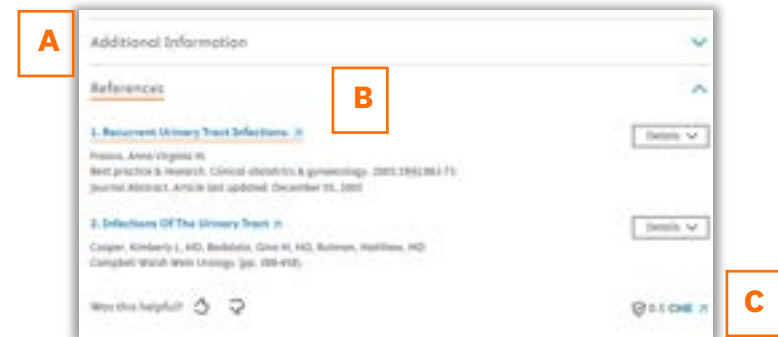 A
Additional Information
References
B
1. Recurrent Urinary Tract Infections.
Details
Franco, Anna Virginia M.
Best practice & research. Clinical obstetrics & gynaecology. 2005;19(6):861-73.
Journal Abstract. Article last updated: December 01, 2005
2. Infections Of The Urinary Tract
Details
Cooper, Kimberly L, MD, Badalato, Gina M, MD, Rutman, Matthew, MD
Campbell Walsh Wein Urology. (pp.
Was this helpful?
0.5 CME
C